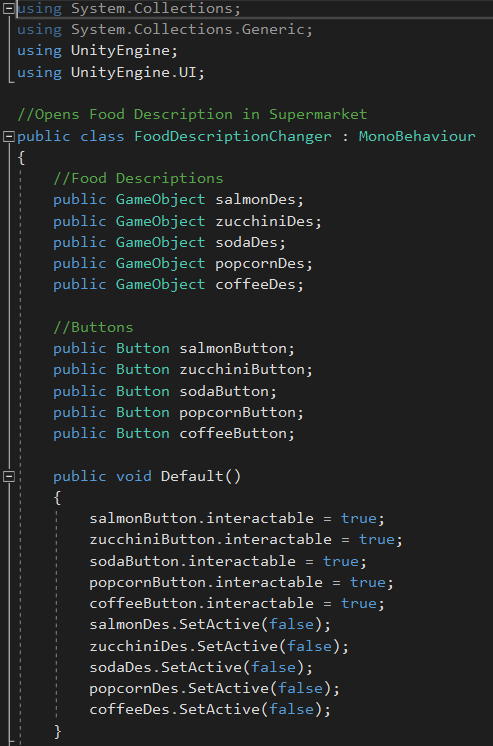 using System.Collections;
using System.Collections.Generic;
using UnityEngine;
using UnityEngine.UI;
//Opens Food Description in Supermarket
public class FoodDescriptionChanger : MonoBehaviour
{
//Food Descriptions
public GameObject salmonDes;
public GameObject zucchiniDes;
public GameObject sodaDes;
public GameObject popcornDes;
public GameObject coffeeDes;
//Buttons
public Button salmonButton;
public Button zucchiniButton;
public Button sodaButton;
public Button popcornButton;
public Button coffeeButton;
public void Default()
{
salmonButton.interactable = true;
zucchiniButton.interactable = true;
sodaButton.interactable = true;
popcornButton.interactable = true;
coffeeButton.interactable = true;
salmonDes.SetActive(false);
zucchiniDes.SetActive(false);
sodaDes.SetActive(false);
popcornDes.SetActive(false);
coffeeDes.SetActive(false);
}